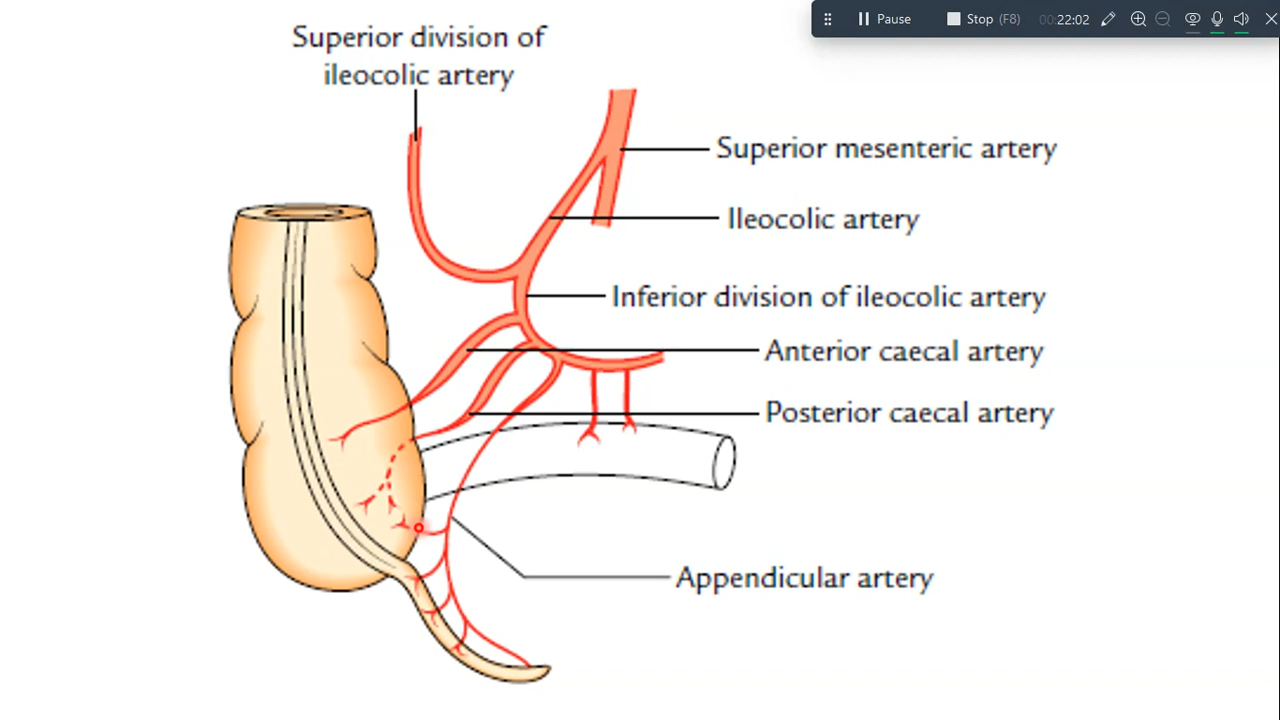 Pause Stop (F8) 00:22:02
Superior division of
ileocolic artery
Superior mesenteric artery
Ileocolic artery
Inferior division of ileocolic artery
Anterior caecal artery
Posterior caecal artery
Appendicular artery